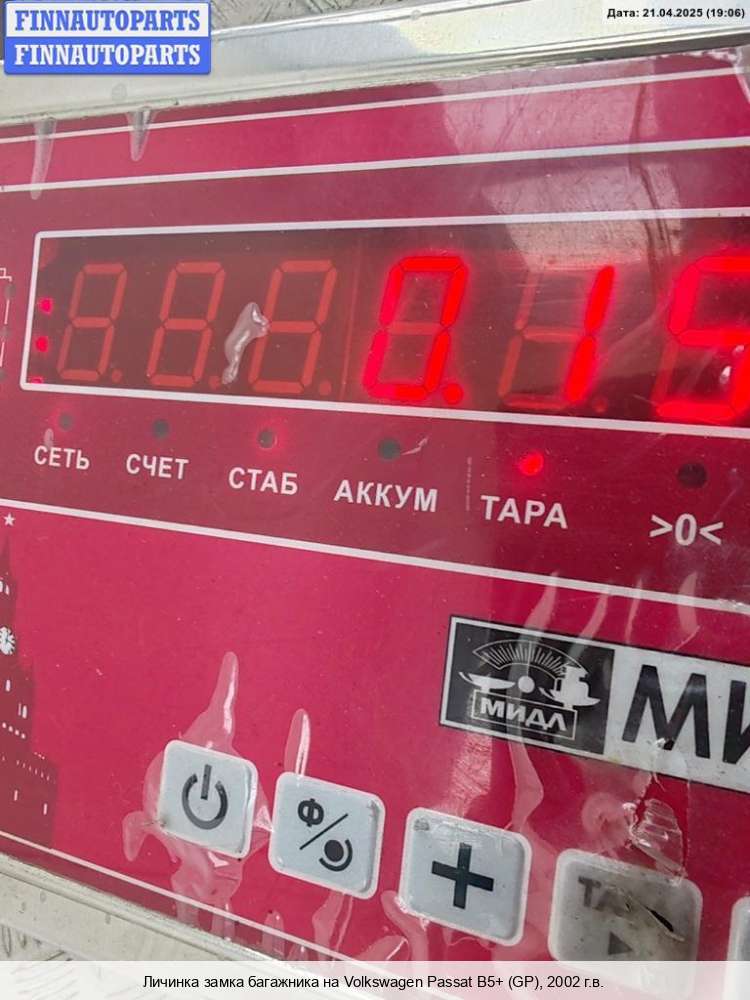 FINNAUTOPARTS
FINNAUTOPARTS
Дата: 21.04.2025 (19:06)
0.15
СЕТЬ СЧЕТ СТАБ АККУМ ТАРА >0<
МИДЛ
МИ
Ф/
+
Личинка замка багажника на Volkswagen Passat B5+ (GP), 2002 г.в.